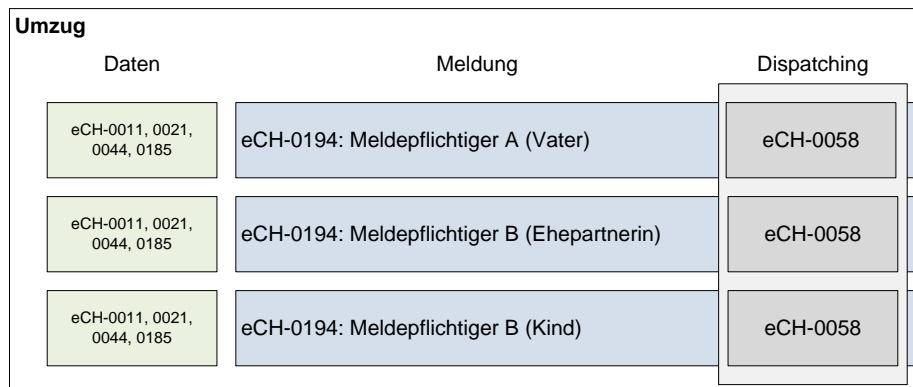 Umzug
Daten Meldung Dispatching
eCH-0011, 0021,
0044, 0185
eCH-0194: Meldepflichtiger A (Vater)
eCH-0058
eCH-0011, 0021,
0044, 0185
eCH-0194: Meldepflichtiger B (Ehepartnerin)
eCH-0058
eCH-0011, 0021,
0044, 0185
eCH-0194: Meldepflichtiger B (Kind)
eCH-0058